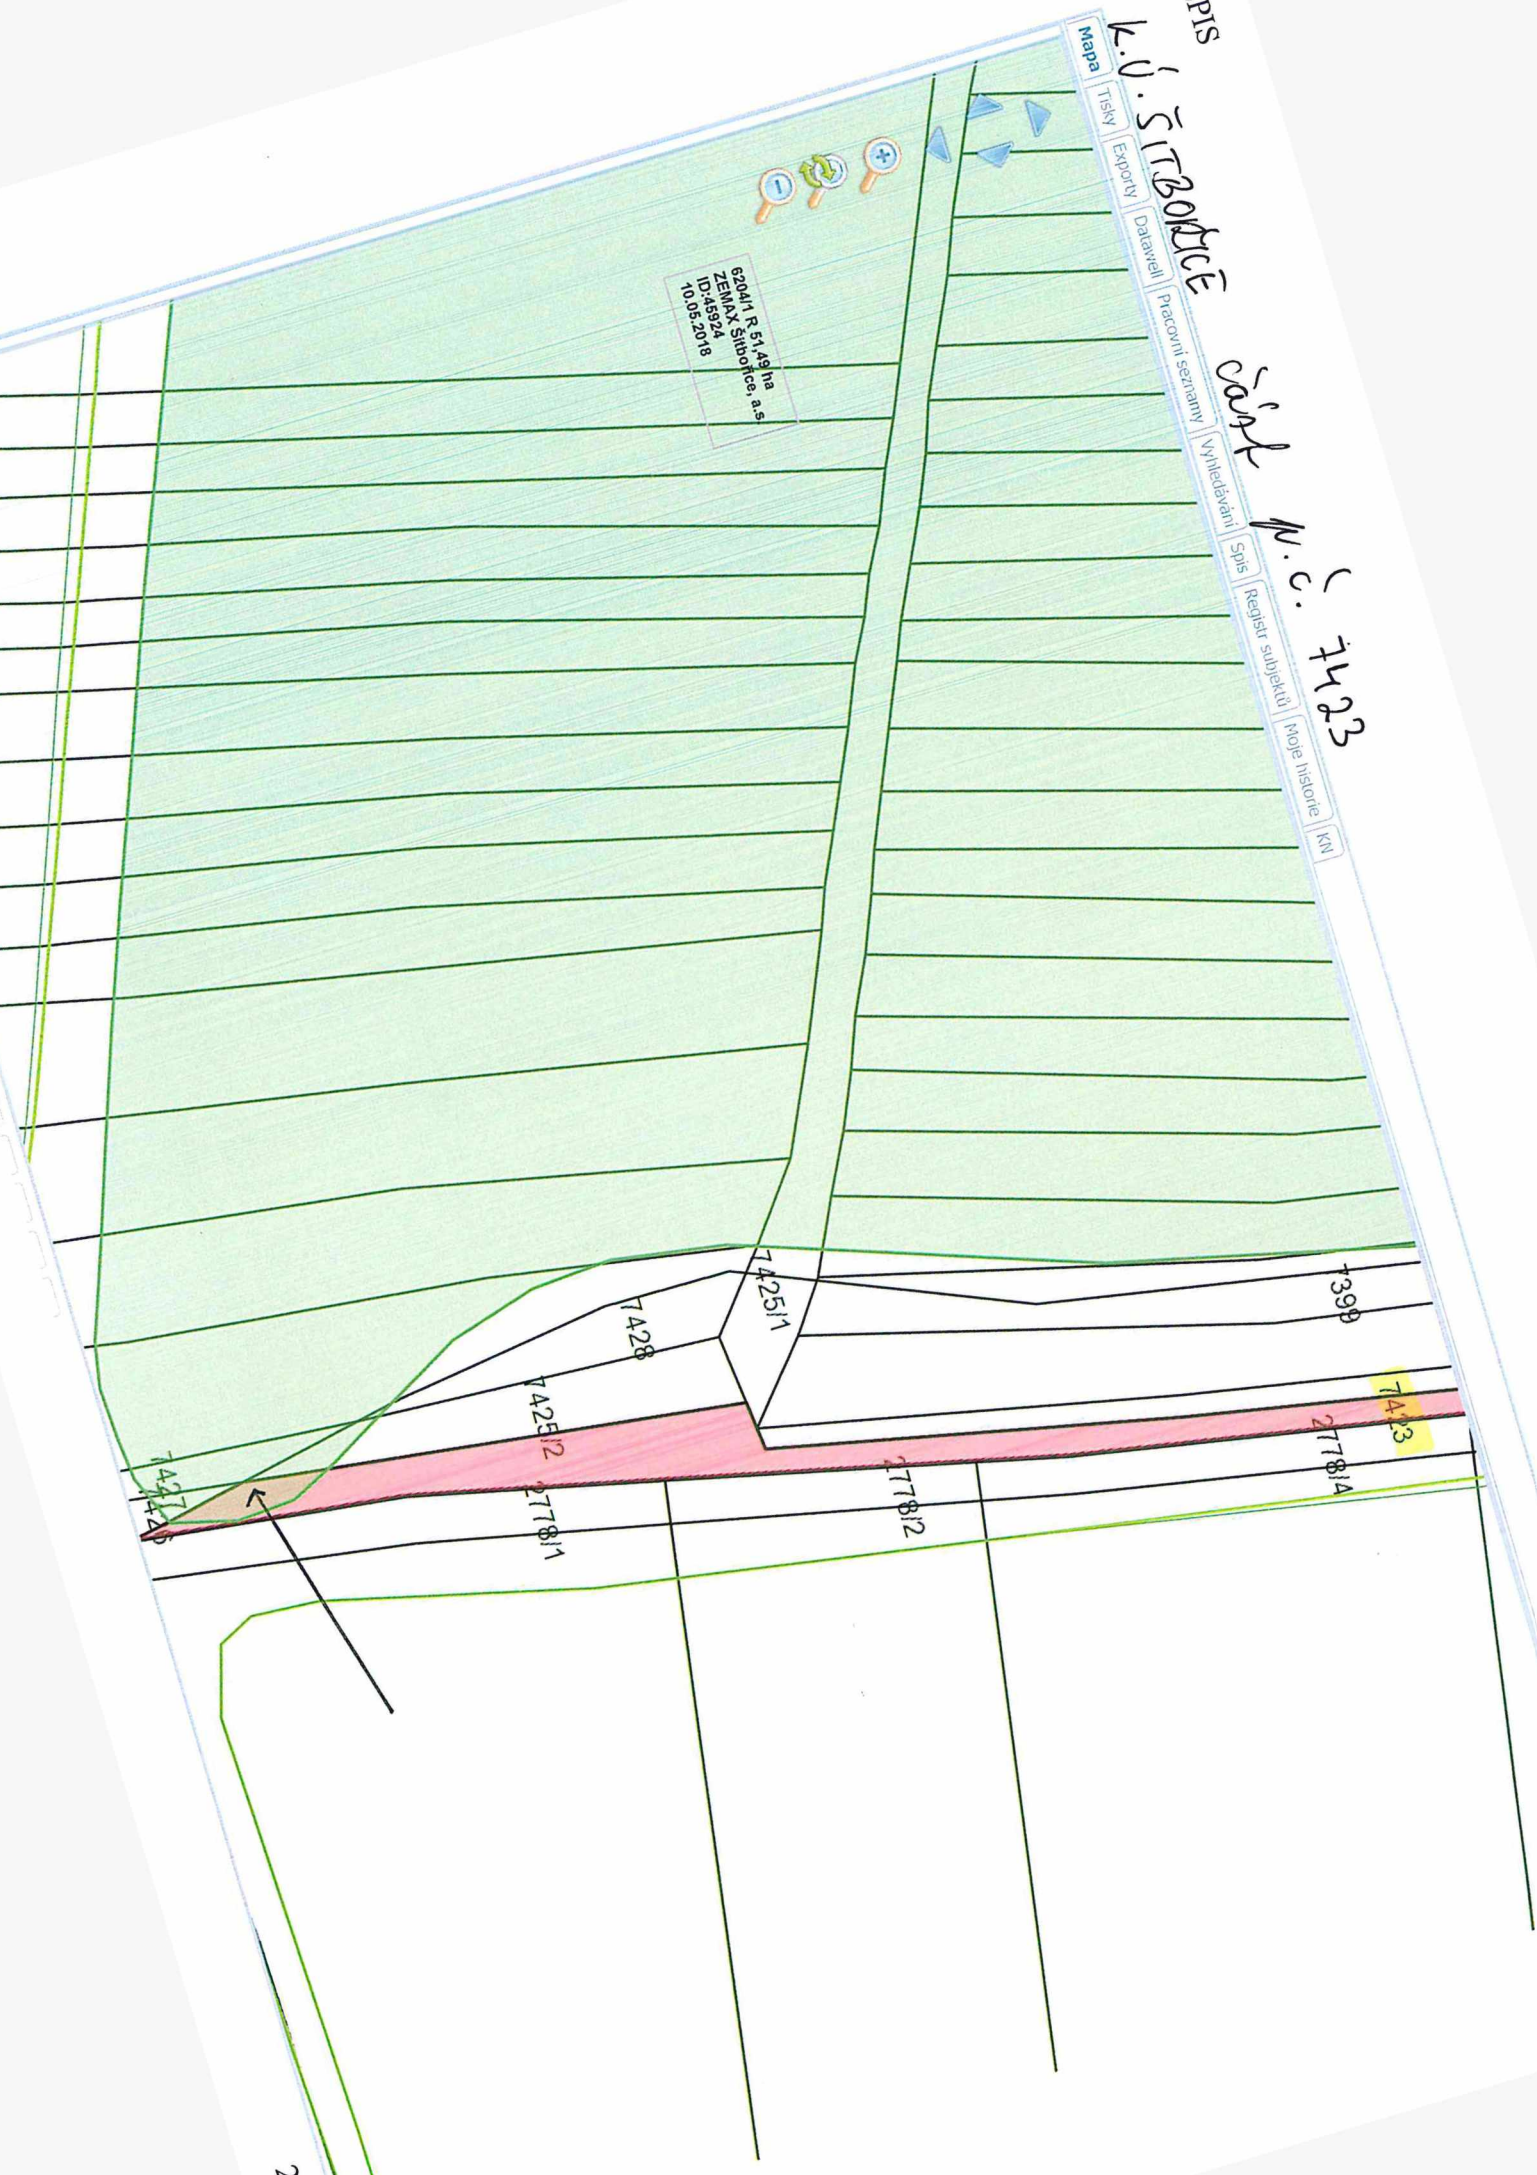 PIS
K.Ú. ŠITBOŘICE část p.č. 7423
Mapa Tisky Exporty Datawell Pracovní seznamy Vyhledávání Spis Registr subjektů Moje historie KN
6204/1 R 51,49 ha
ZEMAX Šitbořice, a.s.
ID:45924
10.05.2018
7399
7423
2778/4
7425/1
2778/2
7428
7425/2
2778/1
7427